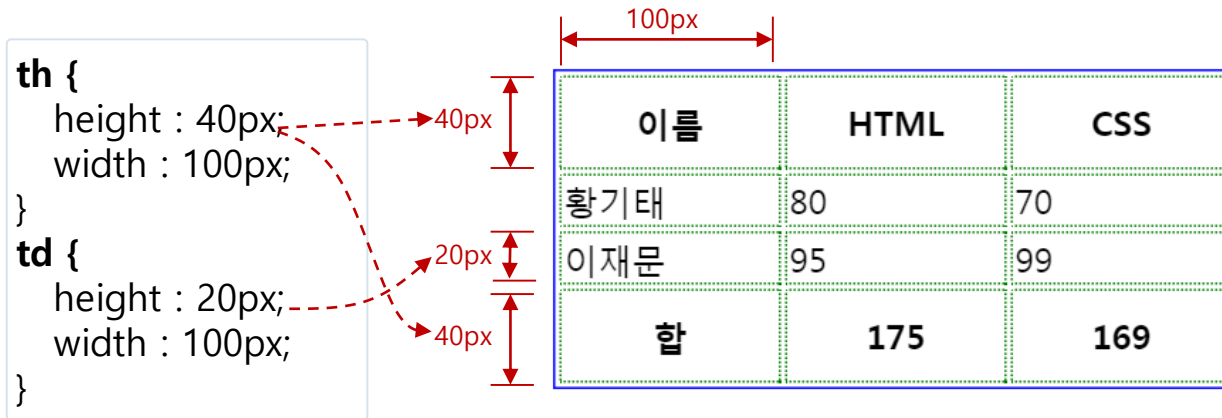 th {
height : 40px;
width : 100px;
}
td {
height : 20px;
width : 100px;
}
100px
40px
20px
40px
이름 HTML CSS
황기태 80 70
이재문 95 99
합 175 169